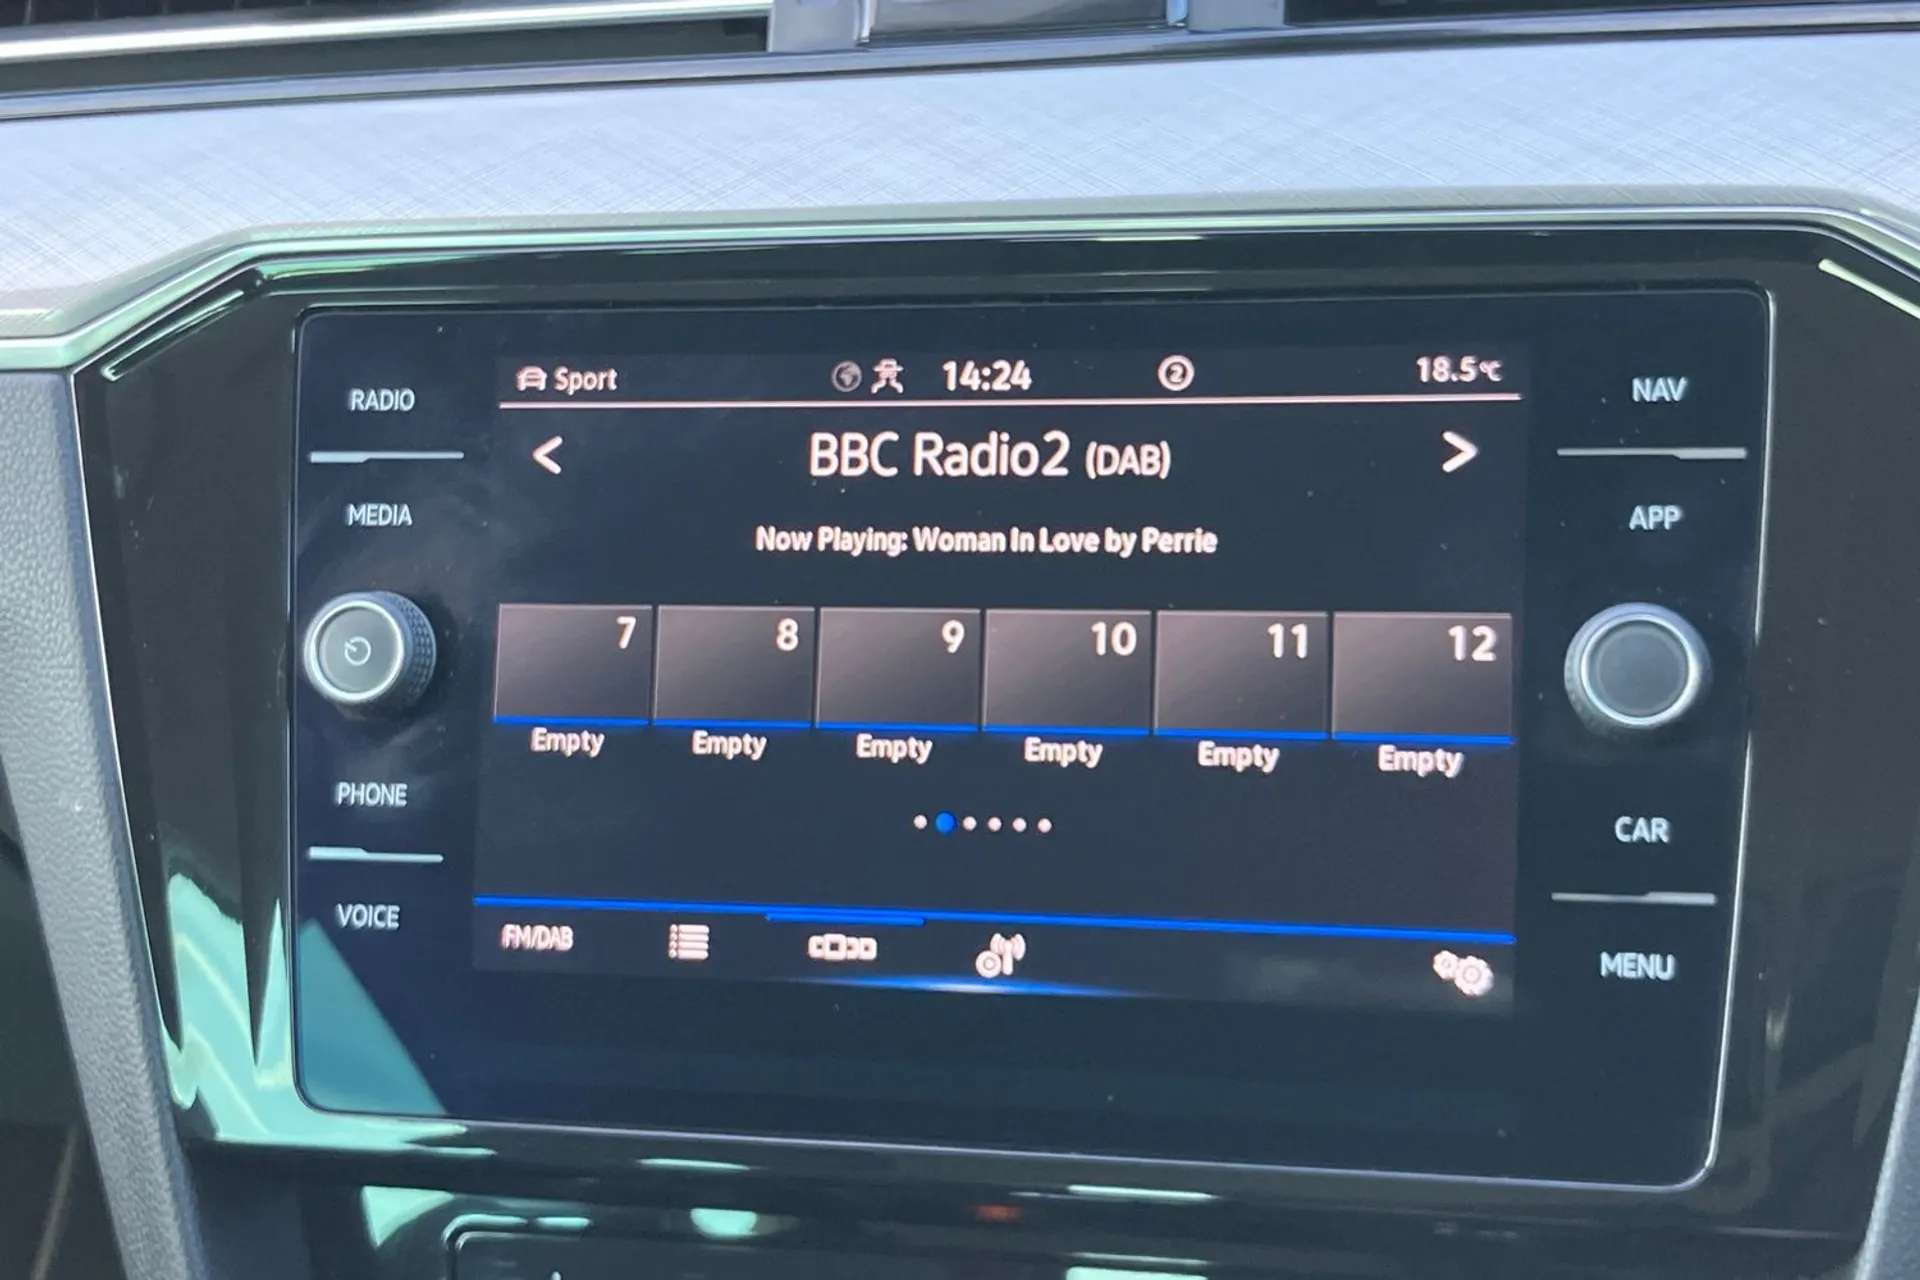 Sport 14:24 2 18.5°C
RADIO
NAV
< BBC Radio2 (DAB) >
MEDIA
APP
Now Playing: Woman In Love by Perrie
7 8 9 10 11 12
Empty Empty Empty Empty Empty Empty
PHONE
CAR
VOICE
FM/DAB
MENU